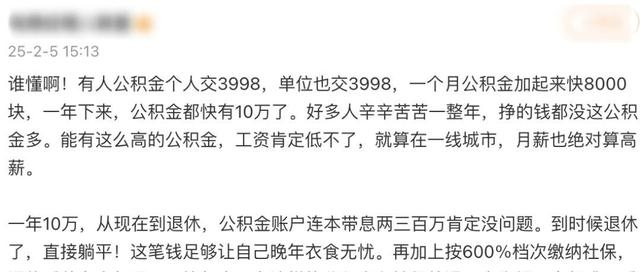 25-2-5 15:13
谁懂啊！有人公积金个人交3998，单位也交3998，一个月公积金加起来快8000
块，一年下来，公积金都快有10万了。好多人辛辛苦苦一整年，挣的钱都没这公积
金多。能有这么高的公积金，工资肯定低不了，就算在一线城市，月薪也绝对算高
薪。
一年10万，从现在到退休，公积金账户连本带息两三百万肯定没问题。到时候退休
了，直接躺平！这笔钱足够让自己晚年衣食无忧。再加上按600%档次缴纳社保，